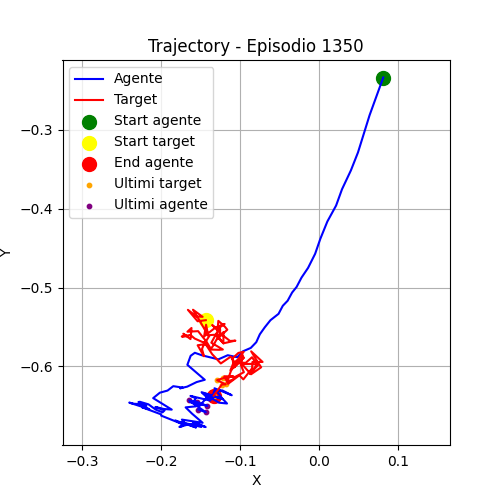 Trajectory - Episodio 1350
Agente
Target
Start agente
Start target
End agente
Ultimi target
Ultimi agente
Y
−0.3
−0.4
−0.5
−0.6
−0.3
−0.2
−0.1
0.0
0.1
X